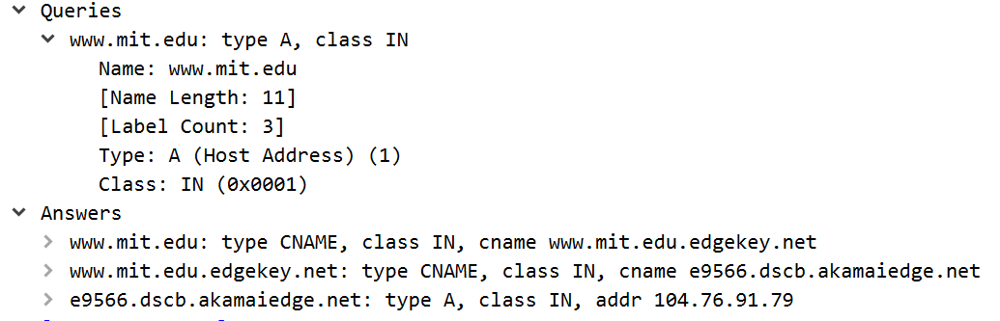 Queries
www.mit.edu: type A, class IN
Name: www.mit.edu
[Name Length: 11]
[Label Count: 3]
Type: A (Host Address) (1)
Class: IN (0x0001)
Answers
www.mit.edu: type CNAME, class IN, cname www.mit.edu.edgekey.net
www.mit.edu.edgekey.net: type CNAME, class IN, cname e9566.dscb.akamaiedge.net
e9566.dscb.akamaiedge.net: type A, class IN, addr 104.76.91.79